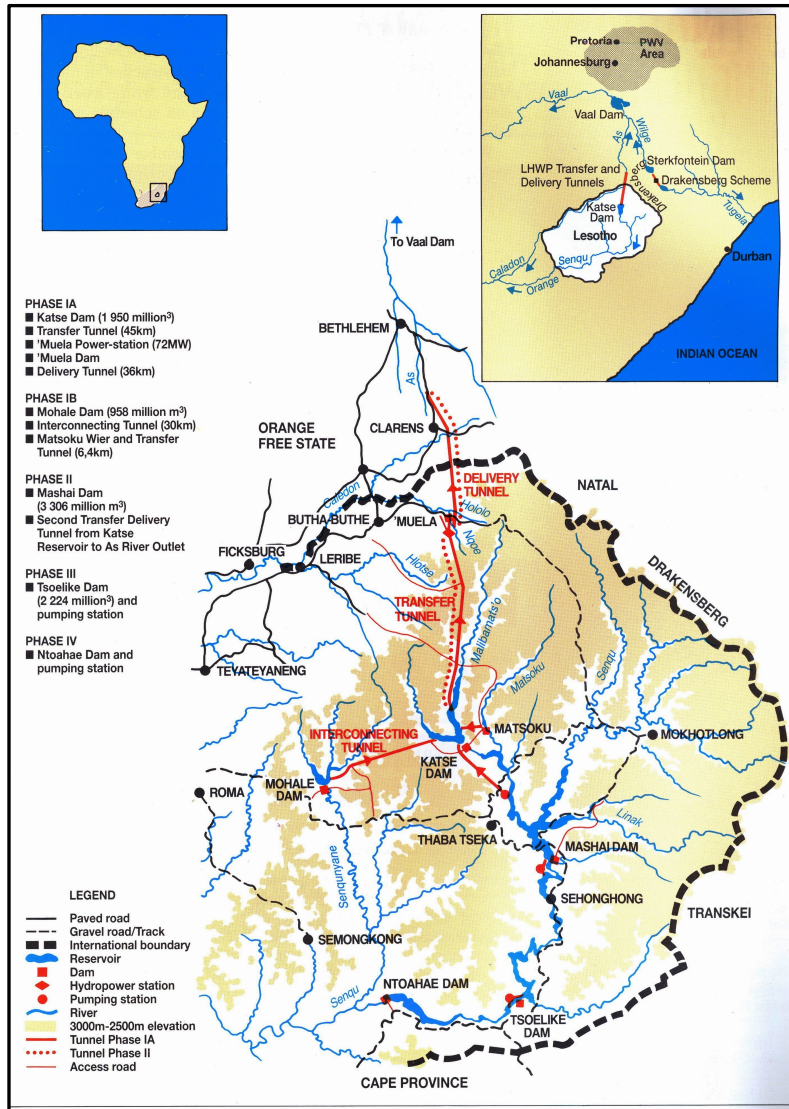 Pretoria
PWV
Area
Johannesburg
Vaal
Vaal Dam
As
Wilge
Sterkfontein Dam
LHWP Transfer and
Delivery Tunnels
Drakensberg
Drakensberg Scheme
Tugela
Katse
Dam
Lesotho
Senqu
Caladon
Orange
Durban
INDIAN OCEAN
To Vaal Dam
PHASE IA
Katse Dam (1 950 million³)
Transfer Tunnel (45km)
'Muela Power-station (72MW)
'Muela Dam
Delivery Tunnel (36km)
PHASE IB
Mohale Dam (958 million m³)
Interconnecting Tunnel (30km)
Matsoku Wier and Transfer
Tunnel (6,4km)
PHASE II
Mashai Dam
(3 306 million m³)
Second Transfer Delivery
Tunnel from Katse
Reservoir to As River Outlet
PHASE III
Tsoelike Dam
(2 224 million³) and
pumping station
PHASE IV
Ntoahae Dam and
pumping station
BETHLEHEM
As
ORANGE
FREE STATE
CLARENS
DELIVERY
TUNNEL
NATAL
Caledon
Hololo
BUTHA-BUTHE
'MUELA
Nqoe
FICKSBURG
LERIBE
Hlotse
DRAKENSBERG
TRANSFER
TUNNEL
Malibamats'o
Matsoku
Senqu
TEYATEYANENG
INTERCONNECTING
TUNNEL
MATSOKU
MOKHOTLONG
KATSE
DAM
MOHALE
DAM
ROMA
Linak
THABA TSEKA
MASHAI DAM
Senqunyane
SEHONGHONG
TRANSKEI
SEMONGKONG
NTOAHAE DAM
Senqu
TSOELIKE
DAM
CAPE PROVINCE
LEGEND
Paved road
Gravel road/Track
International boundary
Reservoir
Dam
Hydropower station
Pumping station
River
3000m-2500m elevation
Tunnel Phase IA
Tunnel Phase II
Access road